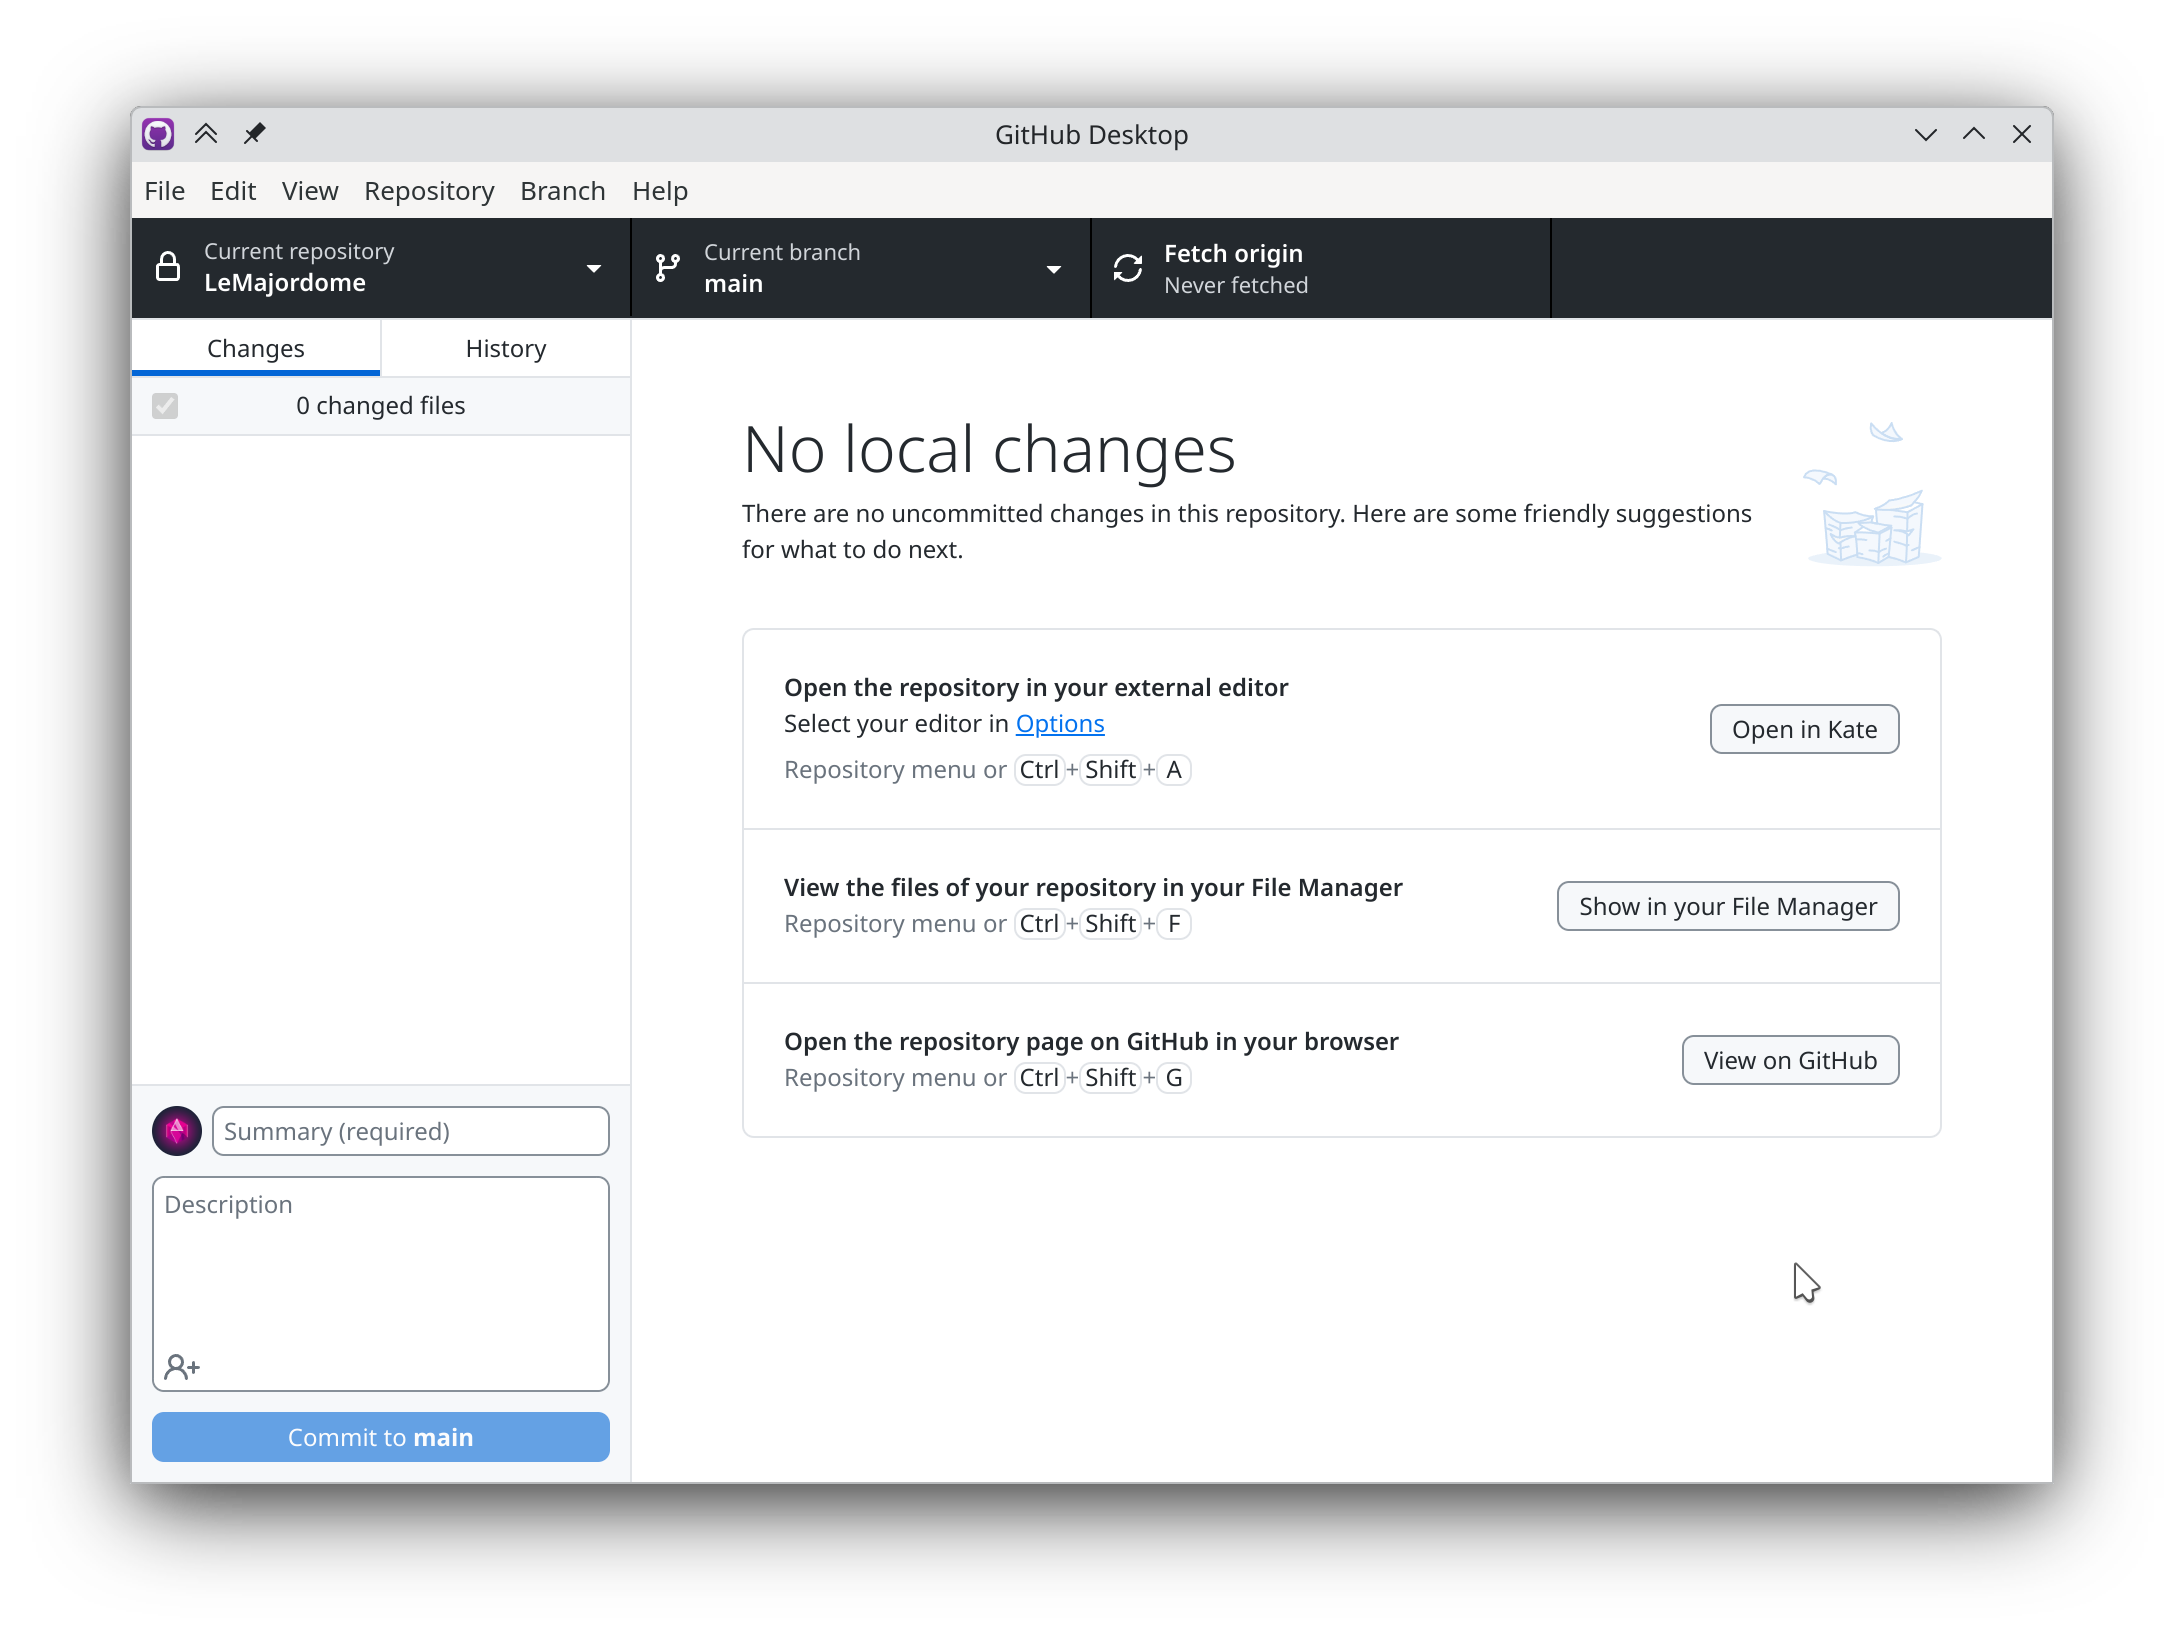 GitHub Desktop
File Edit View Repository Branch Help
Current repository
LeMajordome
Current branch
main
Fetch origin
Never fetched
Changes
History
0 changed files
No local changes
There are no uncommitted changes in this repository. Here are some friendly suggestions
for what to do next.
Open the repository in your external editor
Select your editor in Options
Repository menu or Ctrl+Shift+A
Open in Kate
View the files of your repository in your File Manager
Repository menu or Ctrl+Shift+F
Show in your File Manager
Open the repository page on GitHub in your browser
Repository menu or Ctrl+Shift+G
View on GitHub
Summary (required)
Description
Commit to main